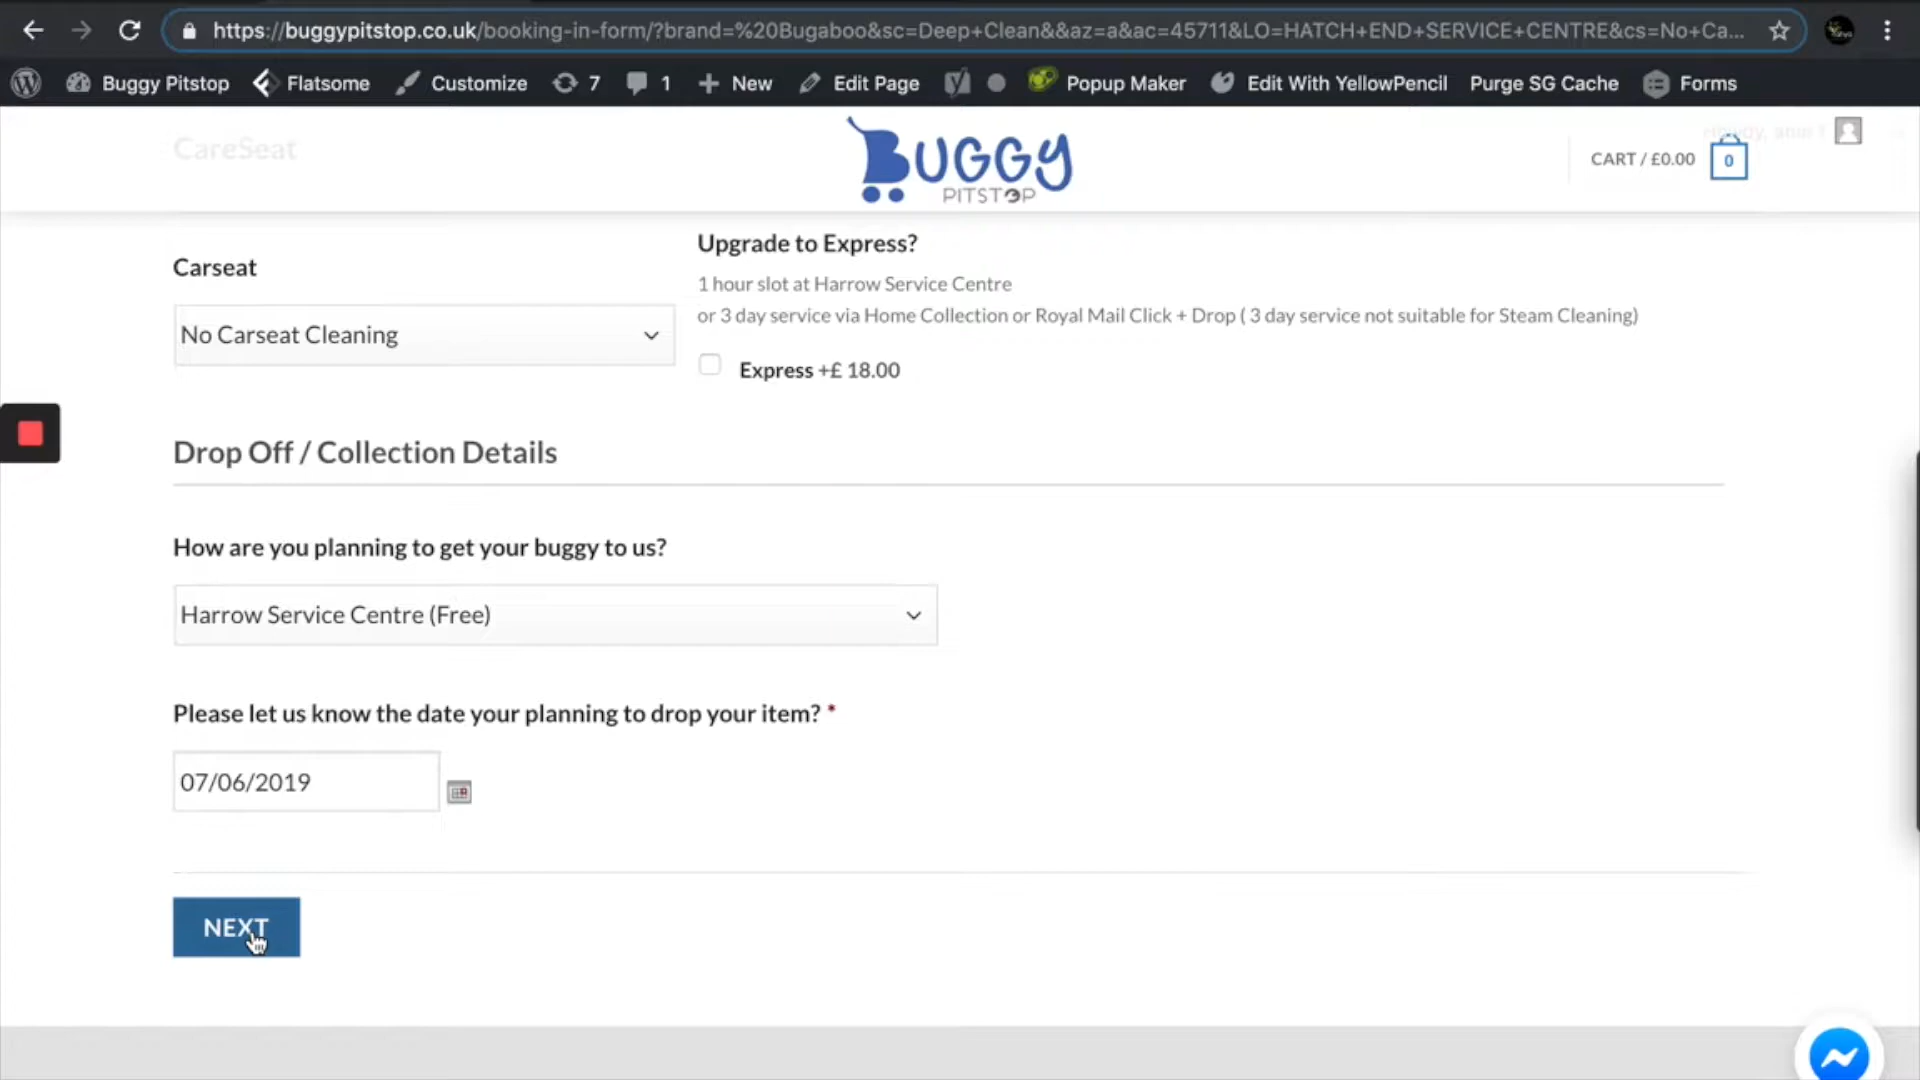 https://buggypitstop.co.uk/booking-in-form/?brand=%20Bugaboo&sc=Deep+Clean&&az=a&ac=45711&LO=HATCH+END+SERVICE+CENTRE&cs=No+Ca...
Buggy Pitstop Flatsome Customize 7 1 New Edit Page Popup Maker Edit With YellowPencil Purge SG Cache Forms
CareSeat
BUGGY
PITSTOP
CART / £0.00 0
Upgrade to Express?
Carseat
1 hour slot at Harrow Service Centre
or 3 day service via Home Collection or Royal Mail Click + Drop ( 3 day service not suitable for Steam Cleaning)
No Carseat Cleaning
Express +£ 18.00
Drop Off / Collection Details
How are you planning to get your buggy to us?
Harrow Service Centre (Free)
Please let us know the date your planning to drop your item? *
07/06/2019
NEXT